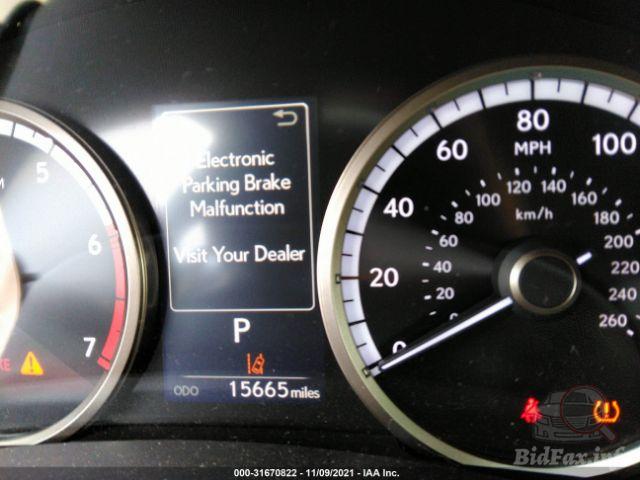 Electronic
Parking Brake
Malfunction
Visit Your Dealer
P
ODO 15665 miles
5
6
7
0
20
40
60
80
100
MPH
km/h
0
20
40
60
80
100
120
140
160
180
200
220
240
260
BidFax.info
000-31670822 - 11/09/2021 - IAA Inc.